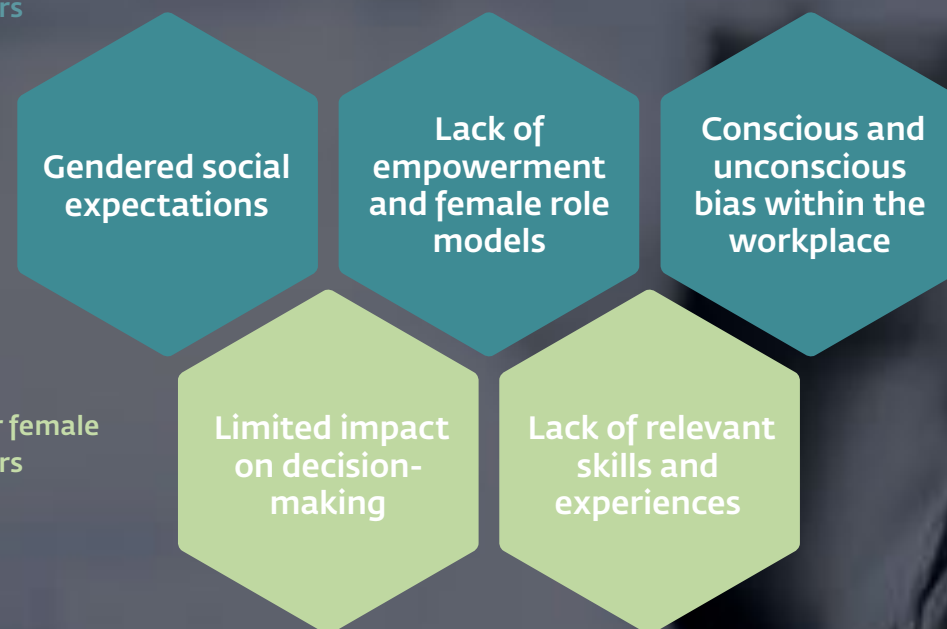 rs
Gendered social
expectations
Lack of
empowerment
and female role
models
Conscious and
unconscious
bias within the
workplace
r female
rs
Limited impact
on decision-
making
Lack of relevant
skills and
experiences